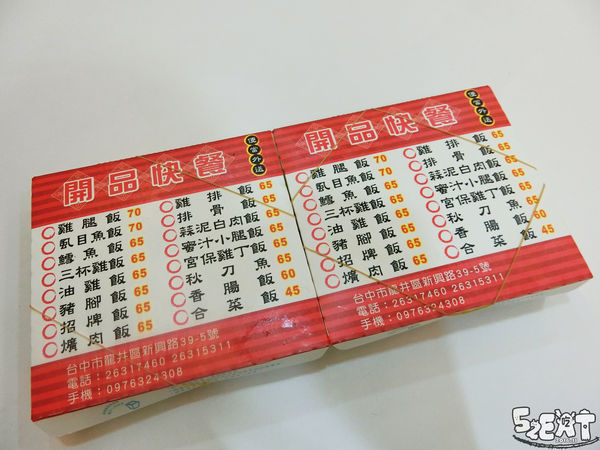 開品快餐
便當外送
雞腿飯 70
虱目魚飯 70
鱈魚飯 65
三杯雞飯 65
油雞飯 65
豬腳飯 65
招牌飯 65
爌肉飯 65
雞排飯 65
排骨飯 65
蒜泥白肉飯 65
蜜汁小雞腿飯 65
宮保雞丁飯 65
秋刀魚 65
香腸飯 60
合菜飯 45
台中市龍井區新興路39-5號
電話：26317460 26315311
手機：0976324308
開品快餐
便當外送
雞腿飯 70
虱目魚飯 70
鱈魚飯 65
三杯雞飯 65
油雞飯 65
豬腳飯 65
招牌飯 65
爌肉飯 65
雞排飯 65
排骨飯 65
蒜泥白肉飯 65
蜜汁小雞腿飯 65
宮保雞丁飯 65
秋刀魚 65
香腸飯 60
合菜飯 45
台中市龍井區新興路39-5號
電話：26317460 26315311
手機：0976324308
52EAT